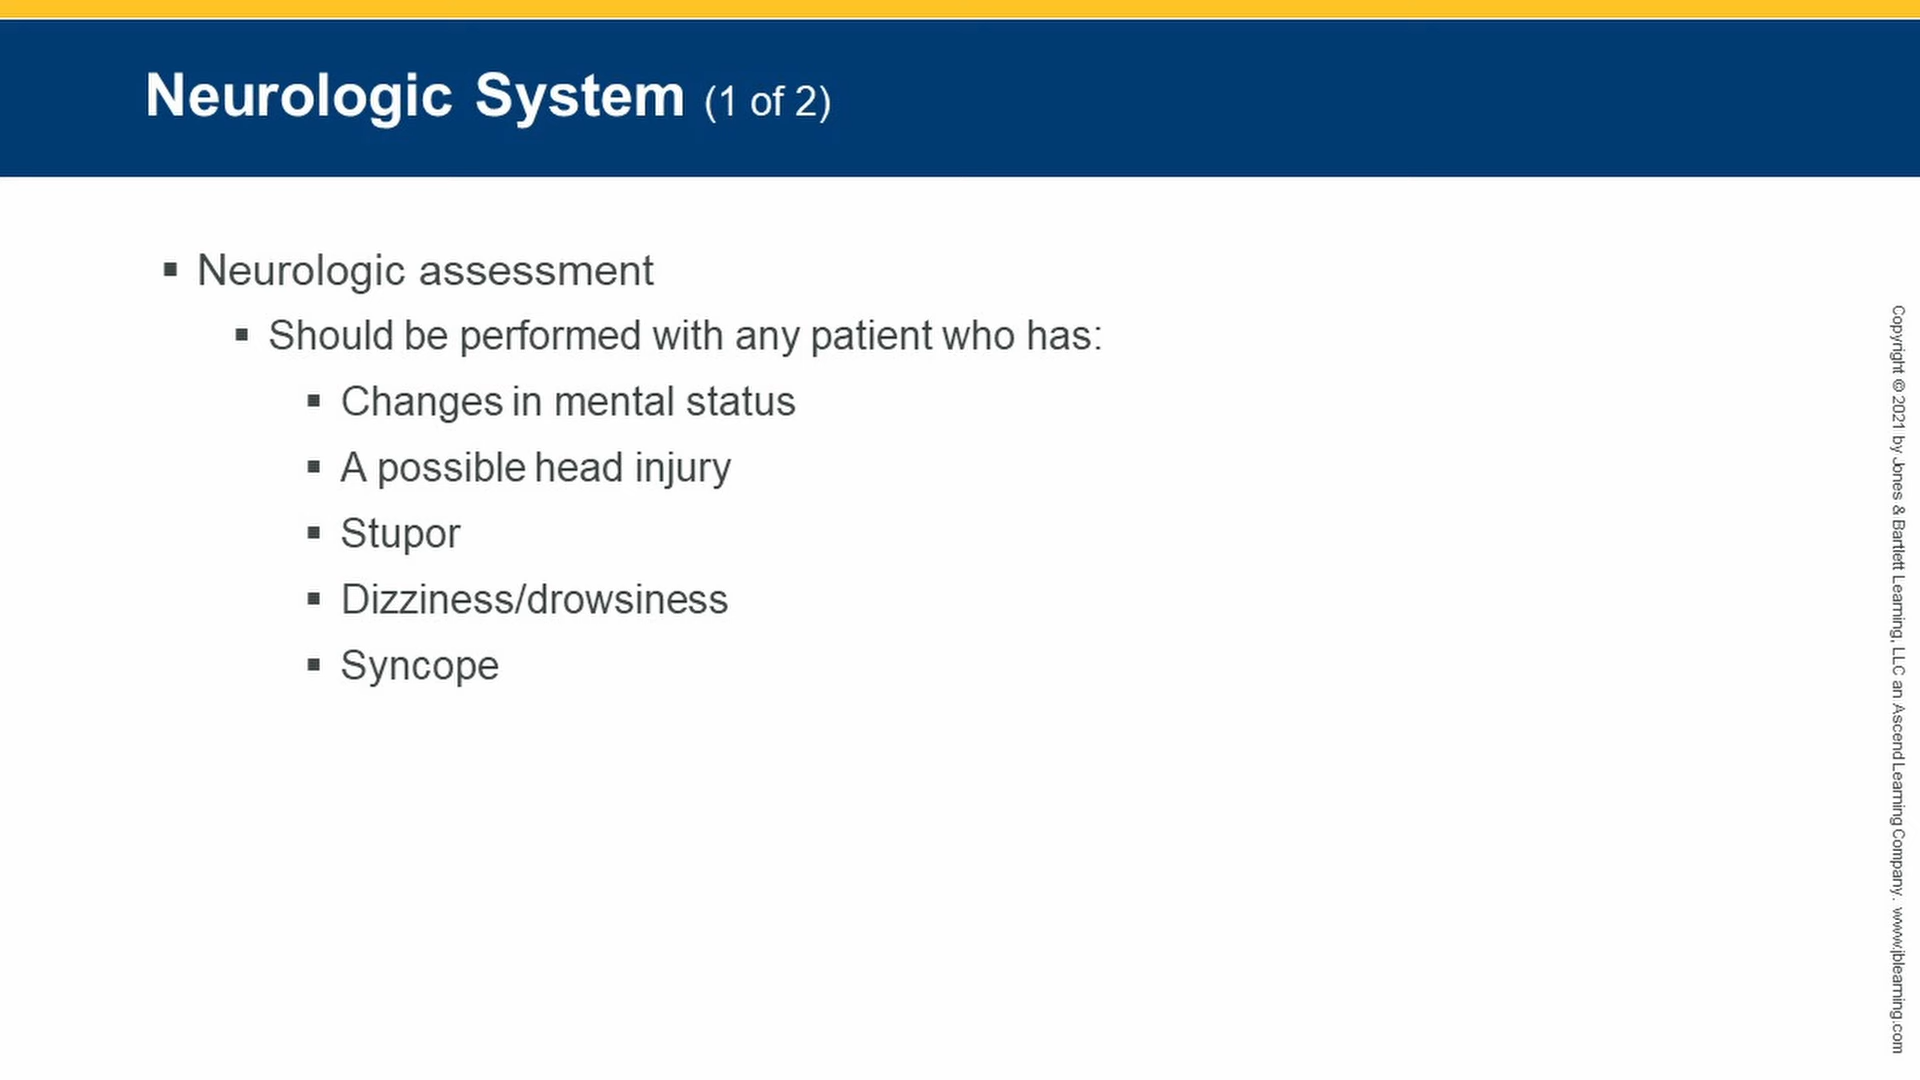 Neurologic System (1 of 2)
▪ Neurologic assessment
▪ Should be performed with any patient who has:
▪ Changes in mental status
▪ A possible head injury
▪ Stupor
▪ Dizziness/drowsiness
▪ Syncope
Copyright © 2021 by Jones & Bartlett Learning, LLC an Ascend Learning Company. www.jblearning.com